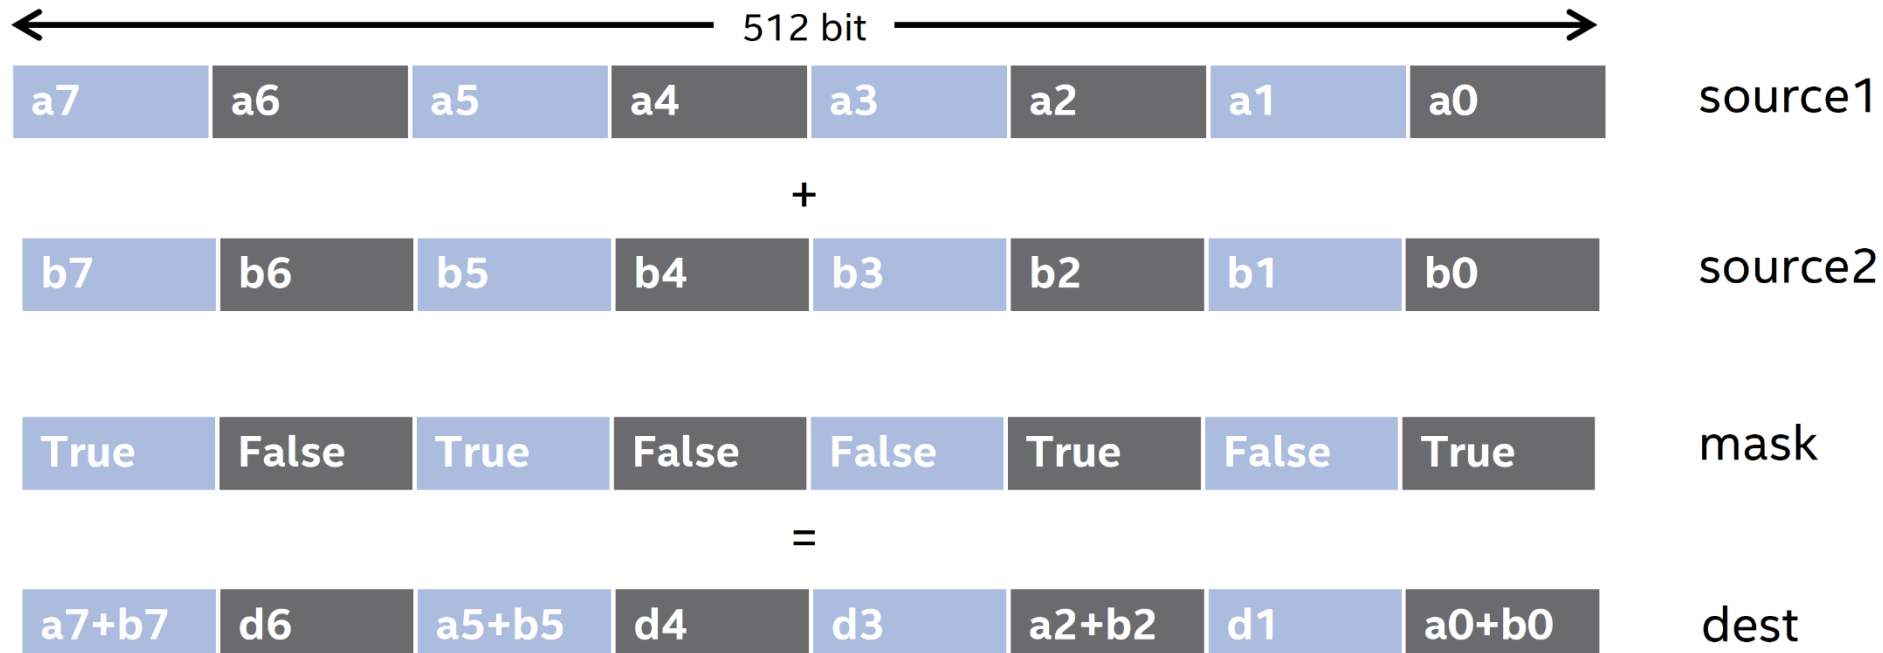 512 bit
a7 a6 a5 a4 a3 a2 a1 a0 source1
+
b7 b6 b5 b4 b3 b2 b1 b0 source2
True False True False False True False True mask
=
a7+b7 d6 a5+b5 d4 d3 a2+b2 d1 a0+b0 dest